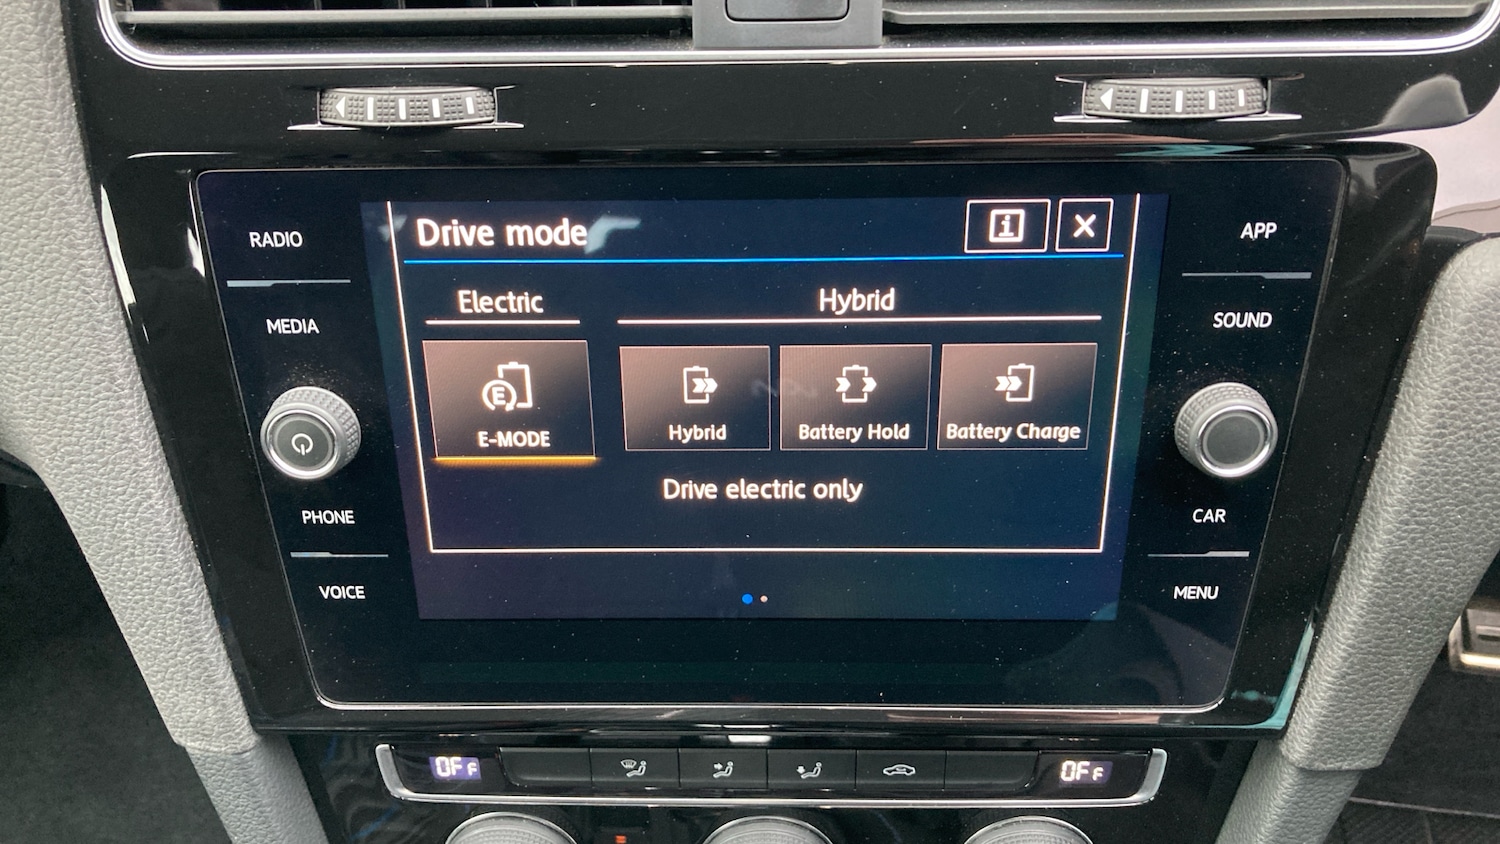 RADIO
MEDIA
PHONE
VOICE
Drive mode
i
Electric
Hybrid
E
E-MODE
Hybrid
Battery Hold
Battery Charge
Drive electric only
APP
SOUND
CAR
MENU
OFF
OFF